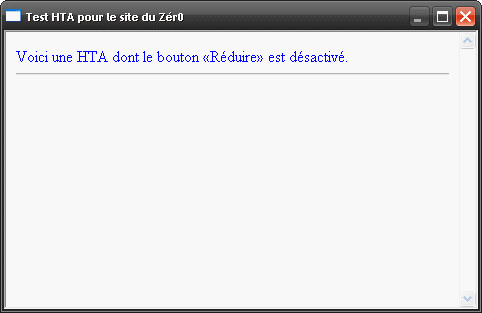 Test HTA pour le site du Zér0
Voici une HTA dont le bouton «Réduire» est désactivé.